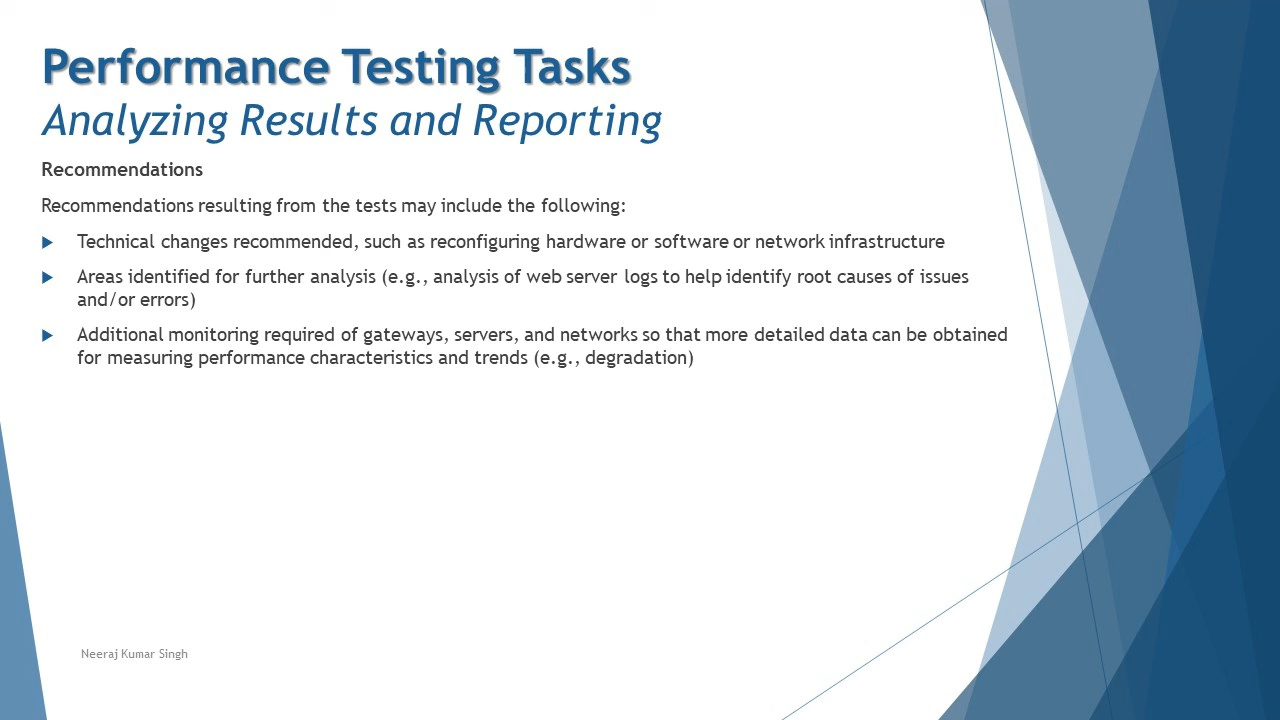 Performance Testing Tasks
Analyzing Results and Reporting
Recommendations
Recommendations resulting from the tests may include the following:
Technical changes recommended, such as reconfiguring hardware or software or network infrastructure
Areas identified for further analysis (e.g., analysis of web server logs to help identify root causes of issues
and/or errors)
Additional monitoring required of gateways, servers, and networks so that more detailed data can be obtained
for measuring performance characteristics and trends (e.g., degradation)
Neeraj Kumar Singh